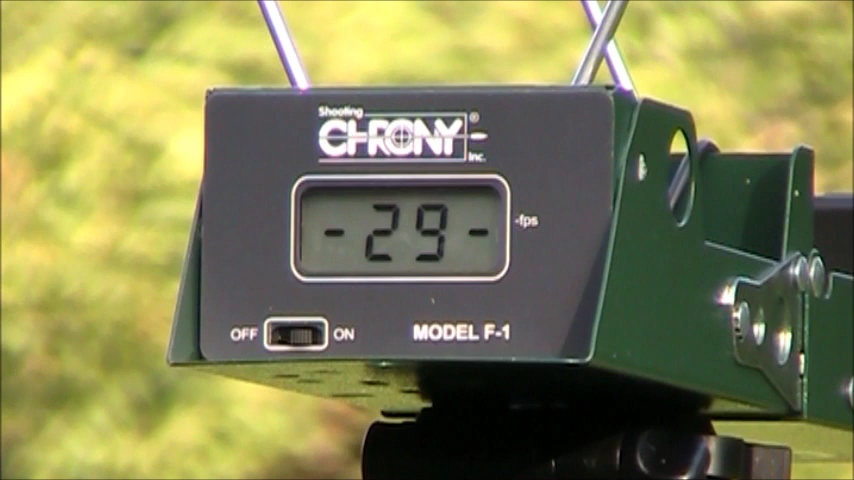 Shooting
CHRONY ®
Inc.
-29-
-fps
OFF ON
MODEL F-1